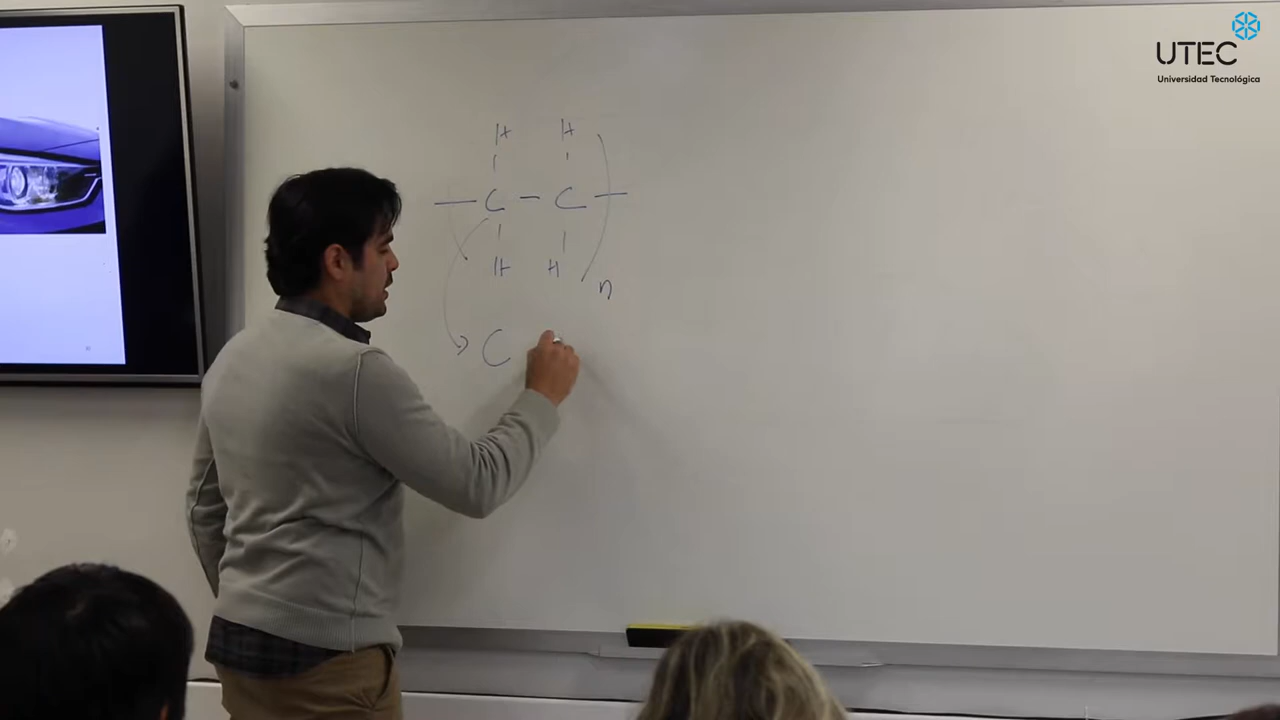 UTEC
Universidad Tecnológica
H H
— C — C —
H H
n
C